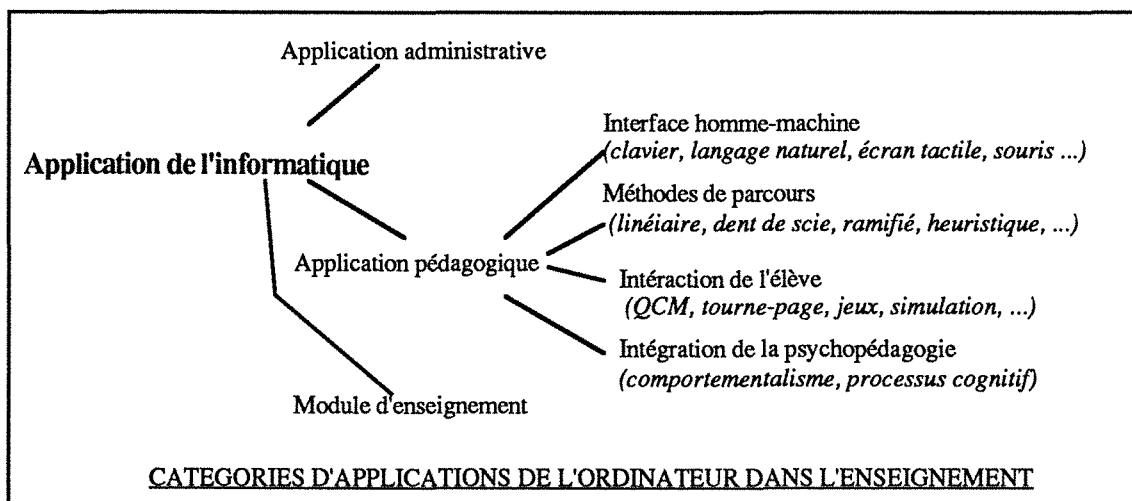 Application administrative
Application de l'informatique
Interface homme-machine
(clavier, langage naturel, écran tactile, souris ...)
Méthodes de parcours
(linéiaire, dent de scie, ramifié, heuristique, ...)
Application pédagogique
Intéraction de l'élève
(QCM, tourne-page, jeux, simulation, ...)
Intégration de la psychopédagogie
(comportementalisme, processus cognitif)
Module d'enseignement
CATEGORIES D'APPLICATIONS DE L'ORDINATEUR DANS L'ENSEIGNEMENT